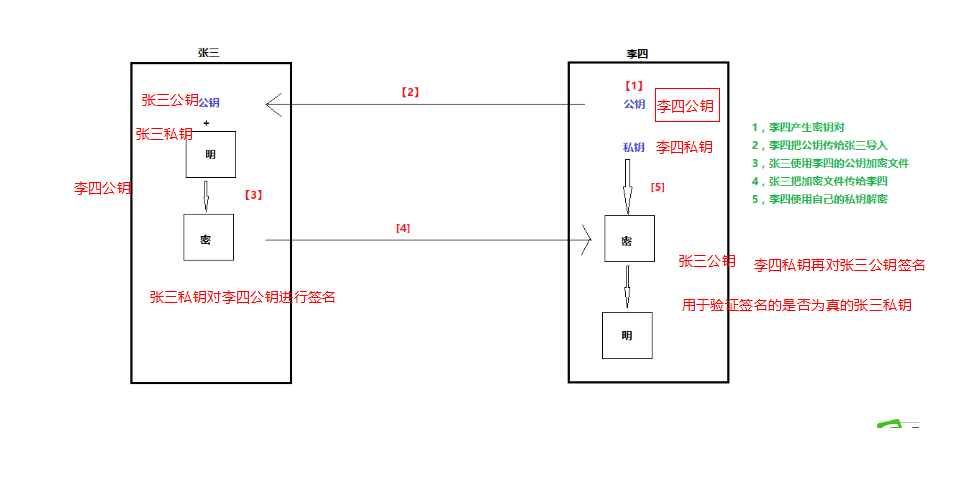 张三
李四
【2】
【1】
张三公钥
公钥
公钥
李四公钥
+
张三私钥
明
私钥
李四私钥
1，李四产生密钥对
2，李四把公钥传给张三导入
3，张三使用李四的公钥加密文件
4，张三把加密文件传给李四
5，李四使用自己的私钥解密
李四公钥
【3】
[5]
密
[4]
密
张三公钥
李四私钥再对张三公钥签名
张三私钥对李四公钥进行签名
用于验证签名的是否为真的张三私钥
明